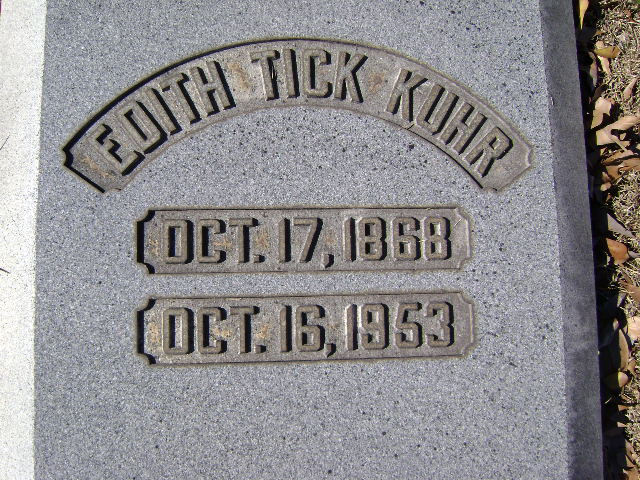 EDITH TICK KUHR
OCT. 17, 1868
OCT. 16, 1953